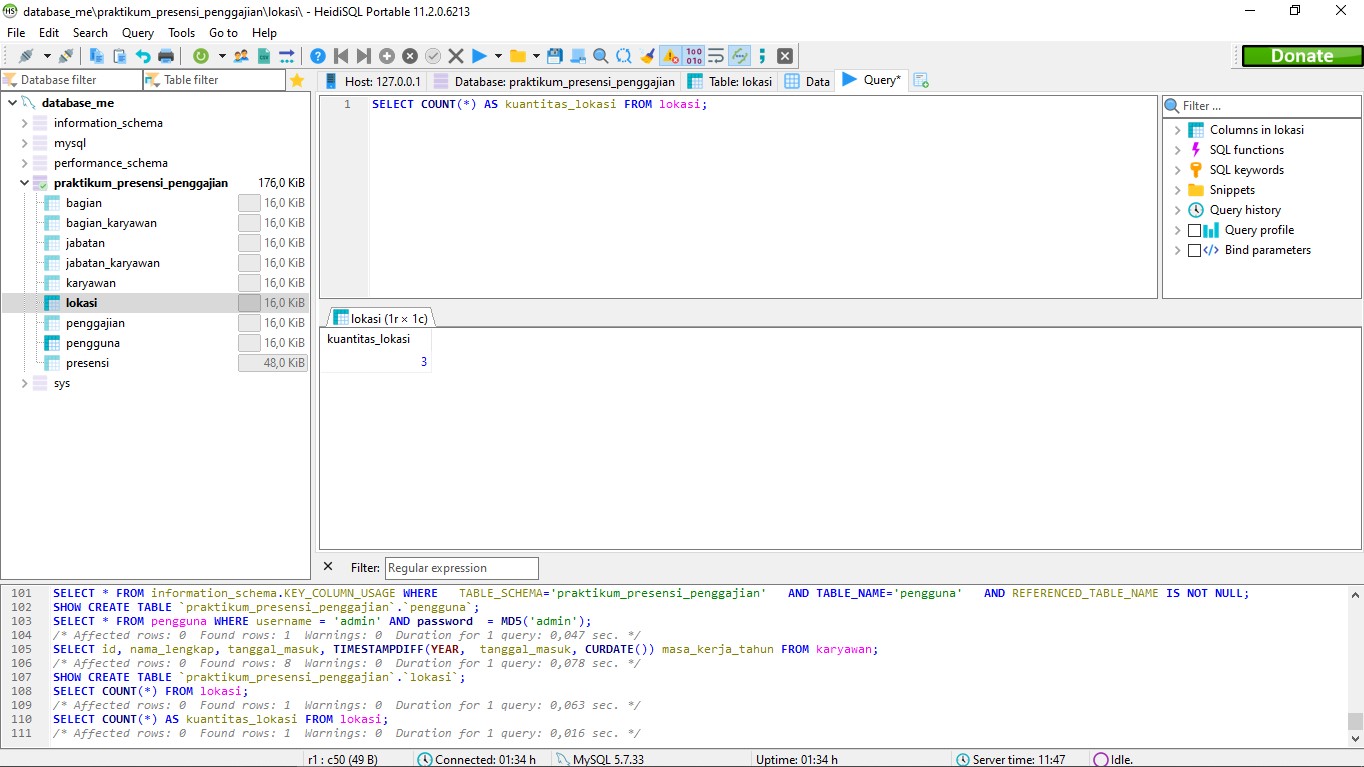 database_me\praktikum_presensi_penggajian\lokasi\ - HeidiSQL Portable 11.2.0.6213
File Edit Search Query Tools Go to Help
Donate
Database filter Table filter
Host: 127.0.0.1 Database: praktikum_presensi_penggajian Table: lokasi Data Query*
database_me
information_schema
mysql
performance_schema
praktikum_presensi_penggajian 176,0 KiB
bagian 16,0 KiB
bagian_karyawan 16,0 KiB
jabatan 16,0 KiB
jabatan_karyawan 16,0 KiB
karyawan 16,0 KiB
lokasi 16,0 KiB
penggajian 16,0 KiB
pengguna 16,0 KiB
presensi 48,0 KiB
sys
1 SELECT COUNT(*) AS kuantitas_lokasi FROM lokasi;
Filter ...
Columns in lokasi
SQL functions
SQL keywords
Snippets
Query history
Query profile
Bind parameters
lokasi (1r × 1c)
kuantitas_lokasi
3
Filter: Regular expression
101 SELECT * FROM information_schema.KEY_COLUMN_USAGE WHERE TABLE_SCHEMA='praktikum_presensi_penggajian' AND TABLE_NAME='pengguna' AND REFERENCED_TABLE_NAME IS NOT NULL;
102 SHOW CREATE TABLE `praktikum_presensi_penggajian`.`pengguna`;
103 SELECT * FROM pengguna WHERE username = 'admin' AND password = MD5('admin');
104 /* Affected rows: 0 Found rows: 1 Warnings: 0 Duration for 1 query: 0,047 sec. */
105 SELECT id, nama_lengkap, tanggal_masuk, TIMESTAMPDIFF(YEAR, tanggal_masuk, CURDATE()) masa_kerja_tahun FROM karyawan;
106 /* Affected rows: 0 Found rows: 8 Warnings: 0 Duration for 1 query: 0,078 sec. */
107 SHOW CREATE TABLE `praktikum_presensi_penggajian`.`lokasi`;
108 SELECT COUNT(*) FROM lokasi;
109 /* Affected rows: 0 Found rows: 1 Warnings: 0 Duration for 1 query: 0,063 sec. */
110 SELECT COUNT(*) AS kuantitas_lokasi FROM lokasi;
111 /* Affected rows: 0 Found rows: 1 Warnings: 0 Duration for 1 query: 0,016 sec. */
r1 : c50 (49 B) Connected: 01:34 h MySQL 5.7.33 Uptime: 01:34 h Server time: 11:47 Idle.